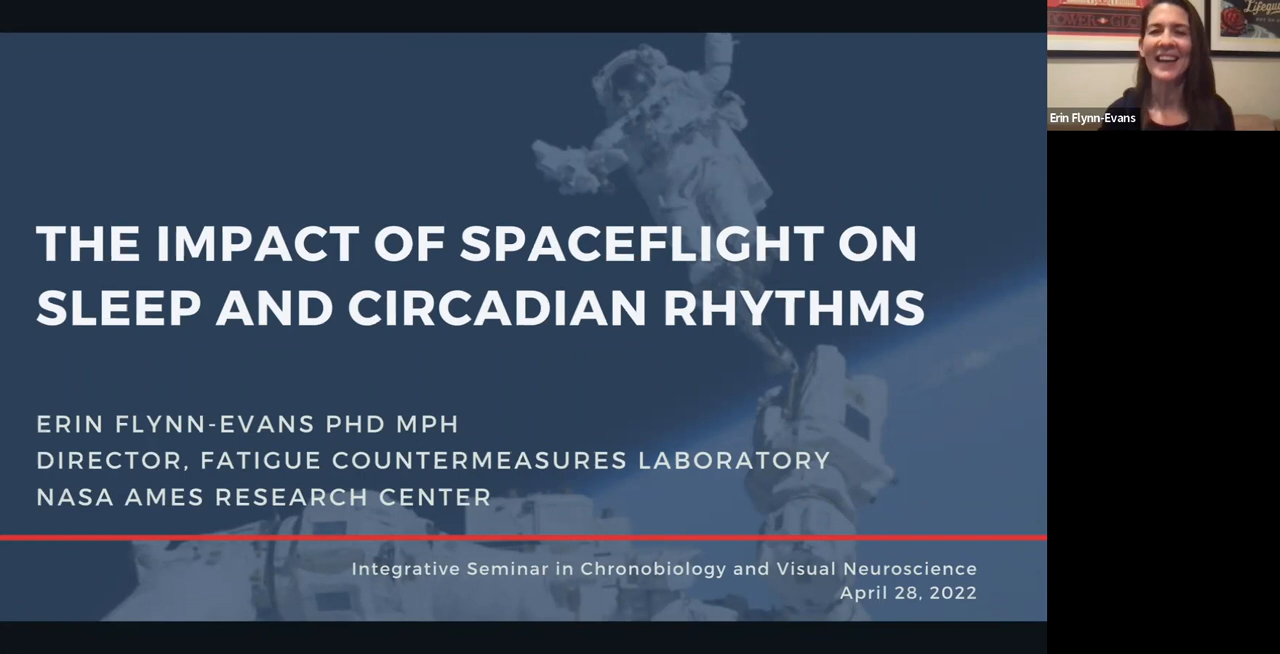 THE IMPACT OF SPACEFLIGHT ON
SLEEP AND CIRCADIAN RHYTHMS
ERIN FLYNN-EVANS PHD MPH
DIRECTOR, FATIGUE COUNTERMEASURES LABORATORY
NASA AMES RESEARCH CENTER
Integrative Seminar in Chronobiology and Visual Neuroscience
April 28, 2022
Erin Flynn-Evans